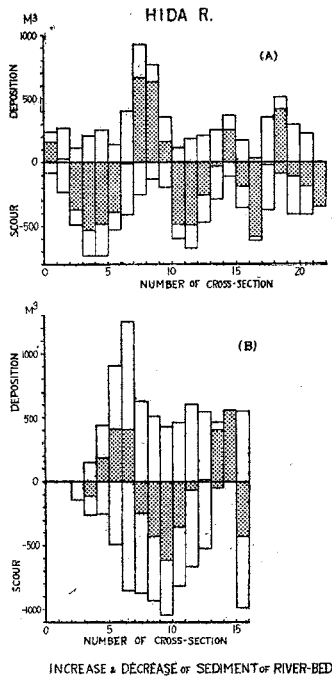 HIDA R.
M³
1000
(A)
DEPOSITION
500
0
SCOUR
-500
0 5 10 15 20
NUMBER OF CROSS-SECTION
M³
(B)
1000
DEPOSITION
500
0
-500
SCOUR
-1000
0 5 10 15
NUMBER OF CROSS-SECTION
INCREASE & DECREASE OF SEDIMENT OF RIVER-BED